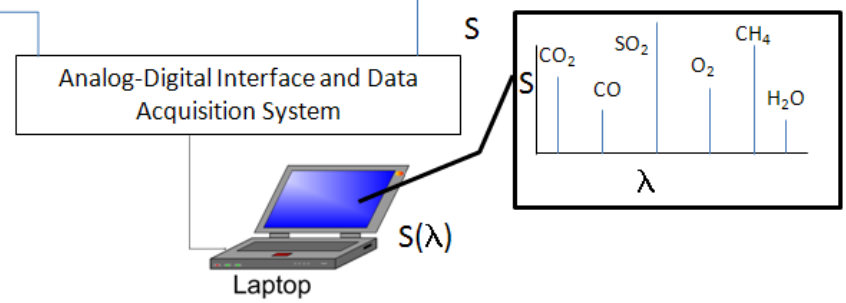 S
Analog-Digital Interface and Data
Acquisition System
S(λ)
Laptop
S
CO₂
CO
SO₂
O₂
CH₄
H₂O
λ